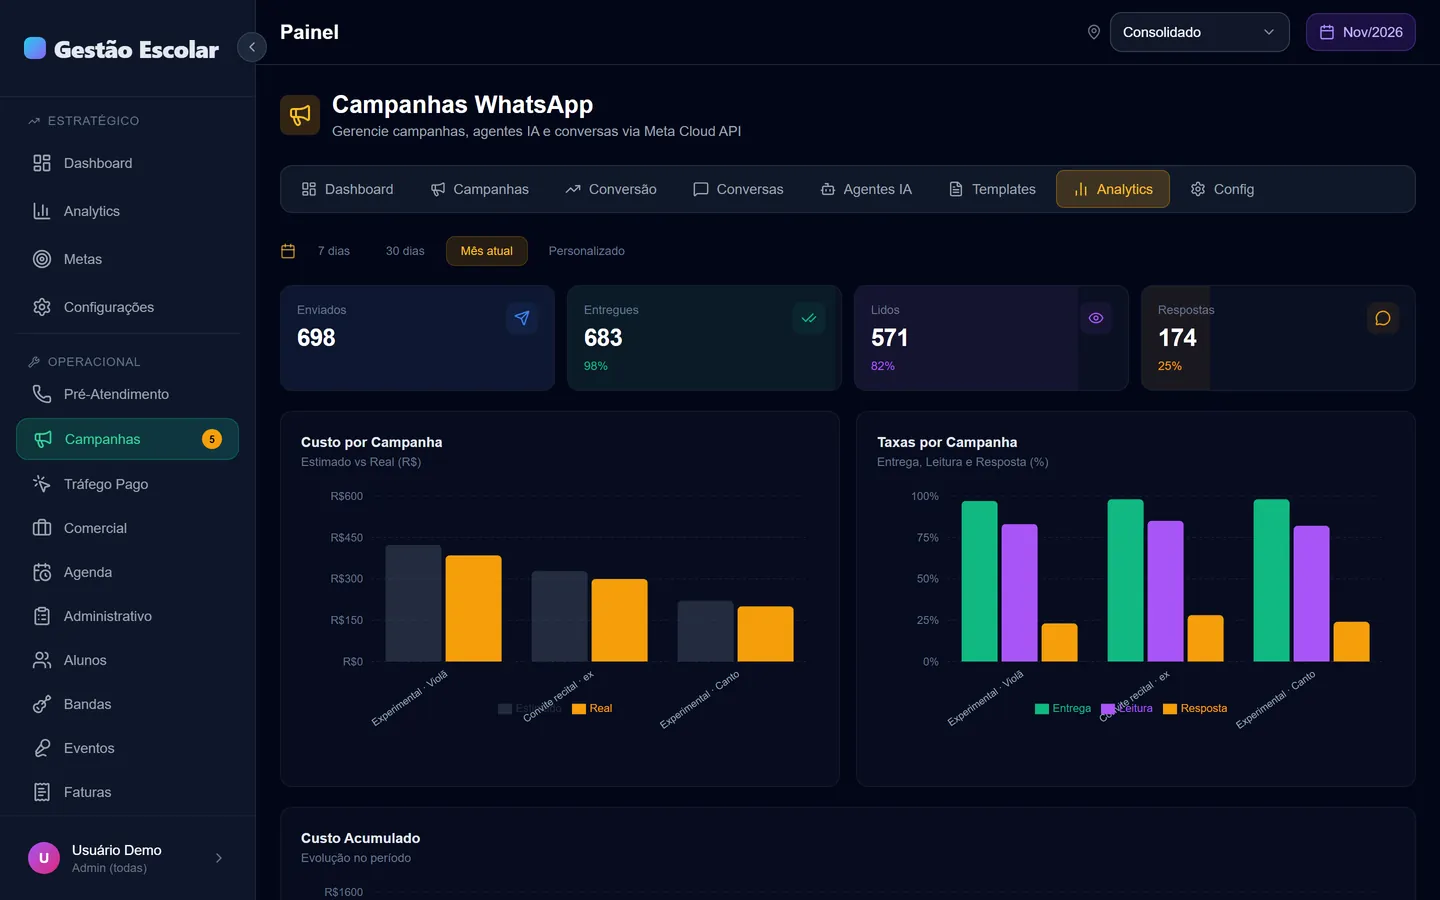 Gestão Escolar
Painel
Consolidado
Nov/2026
ESTRATÉGICO
Dashboard
Analytics
Metas
Configurações
OPERACIONAL
Pré-Atendimento
Campanhas
5
Tráfego Pago
Comercial
Agenda
Administrativo
Alunos
Bandas
Eventos
Faturas
U
Usuário Demo
Admin (todas)
Campanhas WhatsApp
Gerencie campanhas, agentes IA e conversas via Meta Cloud API
Dashboard
Campanhas
Conversão
Conversas
Agentes IA
Templates
Analytics
Config
7 dias
30 dias
Mês atual
Personalizado
Enviados
698
Entregues
683
98%
Lidos
571
82%
Respostas
174
25%
Custo por Campanha
Estimado vs Real (R$)
R$600
R$450
R$300
R$150
R$0
Experimental · Violã
Convite recital · ex
Experimental · Canto
Estimado
Real
Taxas por Campanha
Entrega, Leitura e Resposta (%)
100%
75%
50%
25%
0%
Experimental · Violã
Convite recital · ex
Experimental · Canto
Entrega
Leitura
Resposta
Custo Acumulado
Evolução no período
R$1600